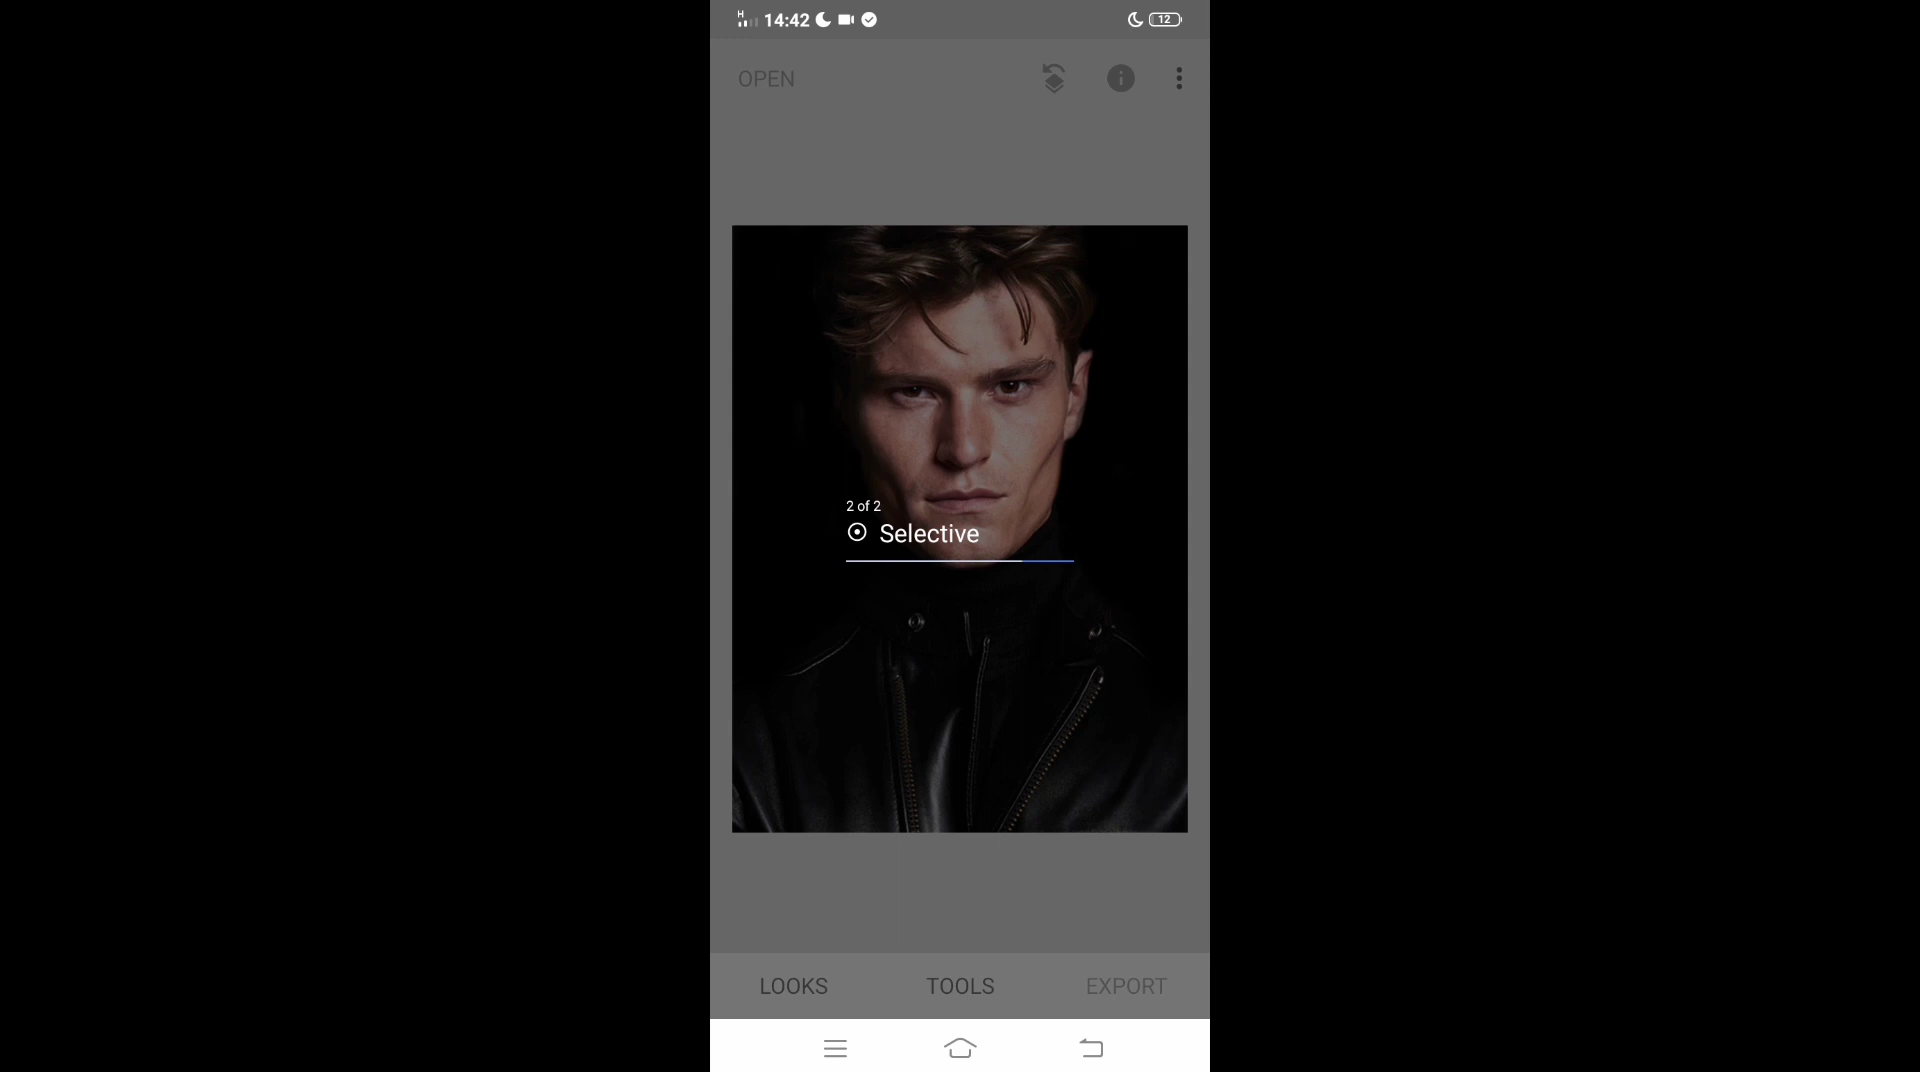 H 14:42 12
OPEN
2 of 2
Selective
LOOKS TOOLS EXPORT